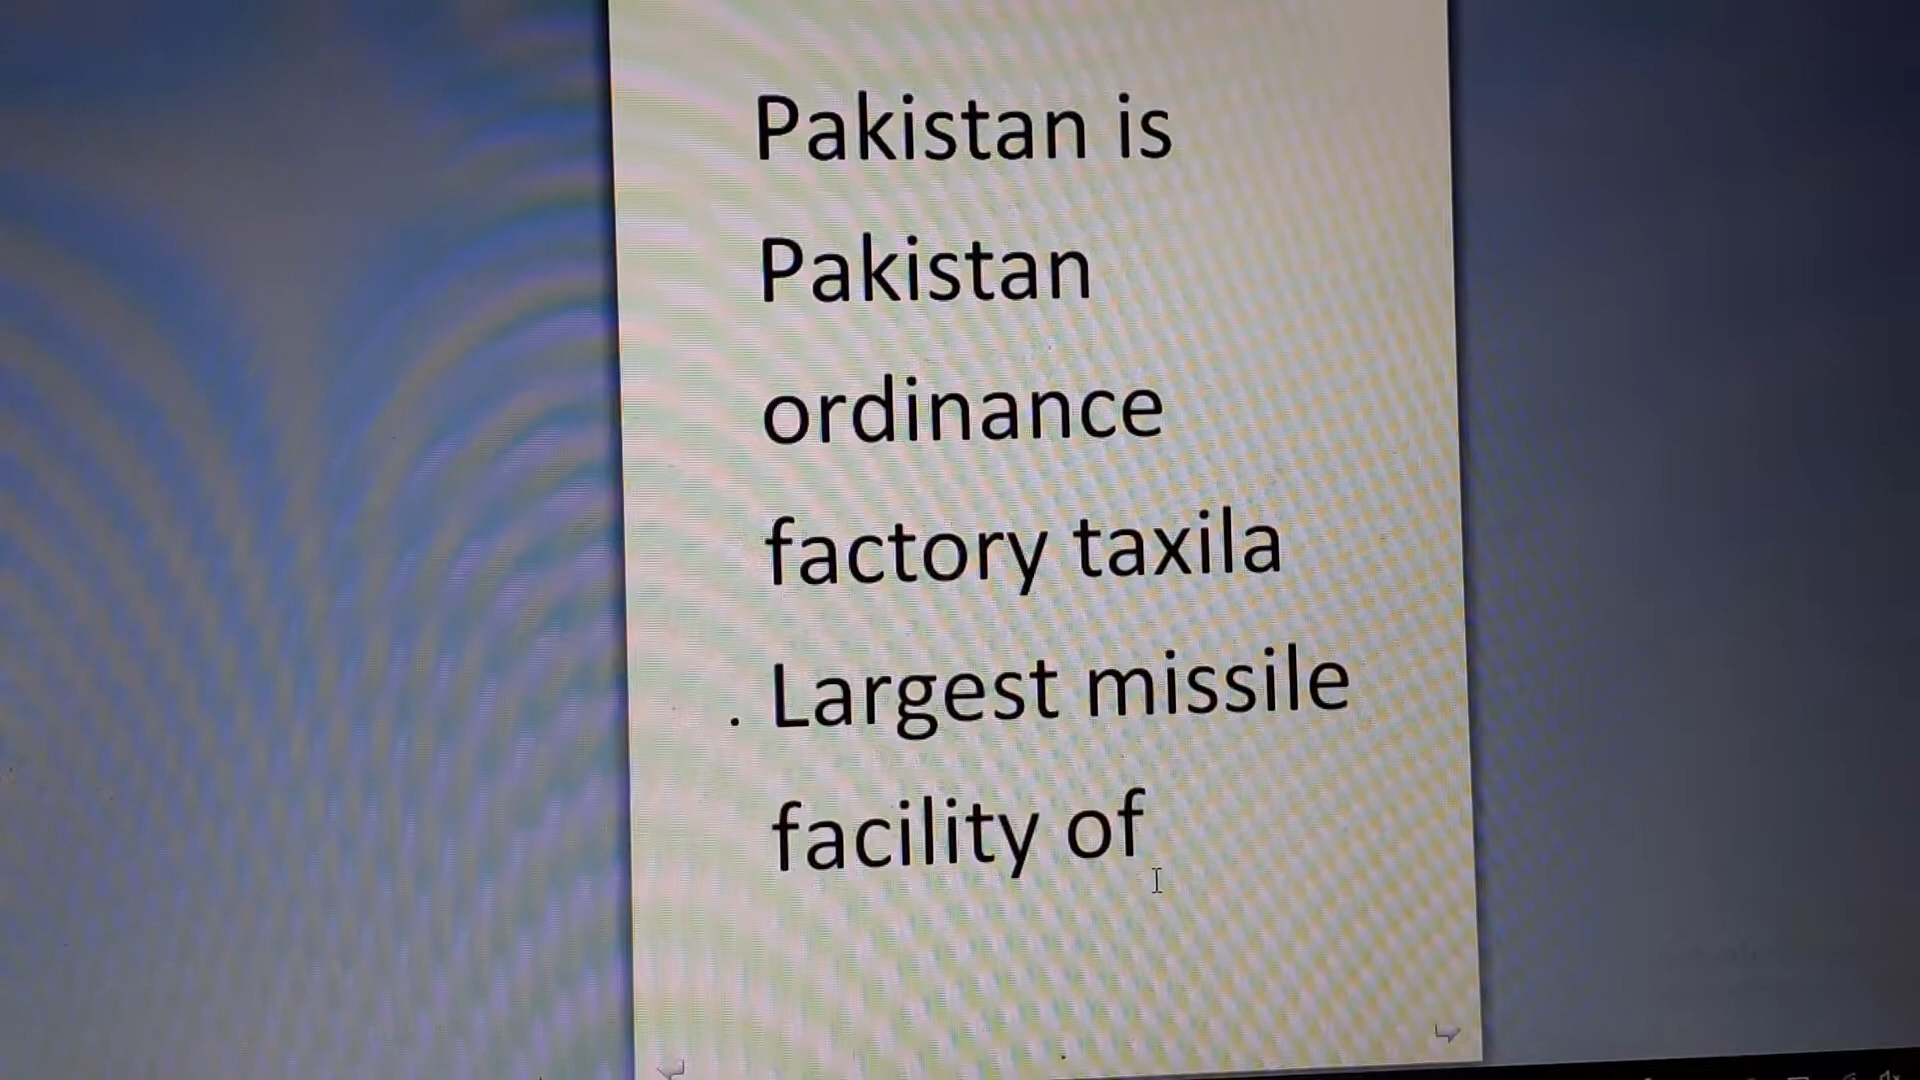 Pakistan is
Pakistan
ordinance
factory taxila
. Largest missile
facility of